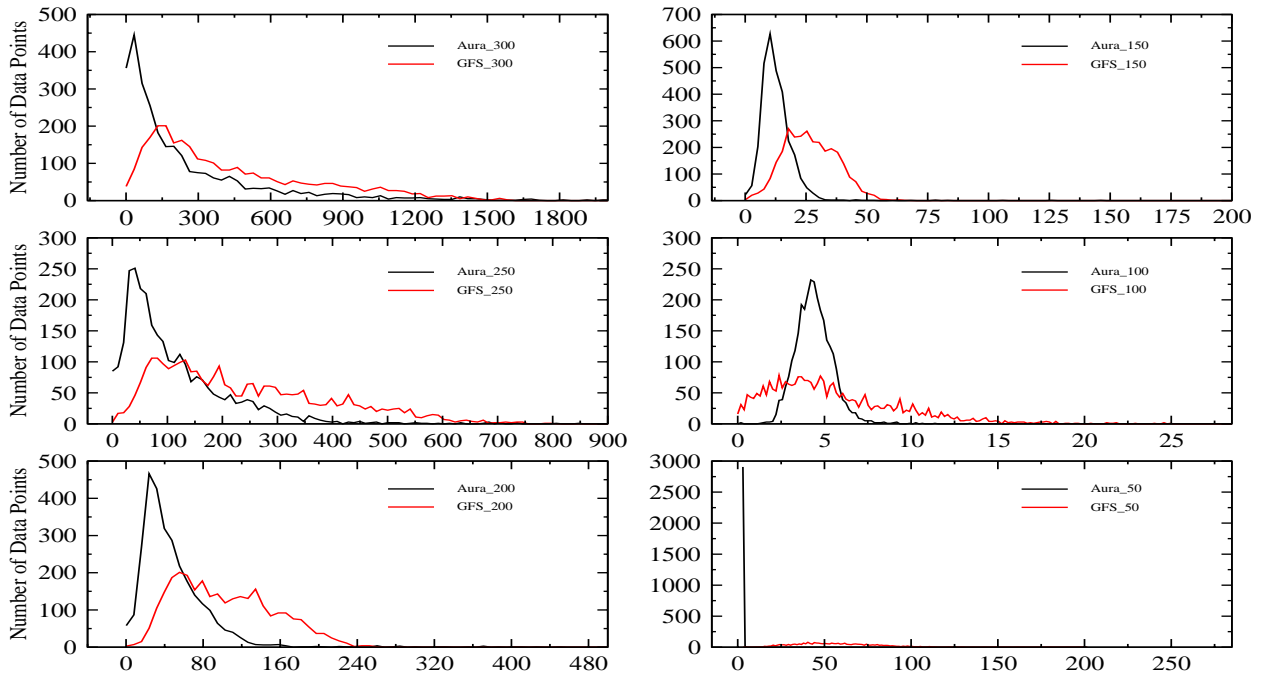 500
400
300
200
100
0
Number of Data Points
Aura_300
GFS_300
0 300 600 900 1200 1500 1800
700
600
500
400
300
200
100
0
Aura_150
GFS_150
0 25 50 75 100 125 150 175 200
300
250
200
150
100
50
0
Number of Data Points
Aura_250
GFS_250
0 100 200 300 400 500 600 700 800 900
300
250
200
150
100
50
0
Aura_100
GFS_100
0 5 10 15 20 25
500
400
300
200
100
0
Number of Data Points
Aura_200
GFS_200
0 80 160 240 320 400 480
3000
2500
2000
1500
1000
500
0
Aura_50
GFS_50
0 50 100 150 200 250